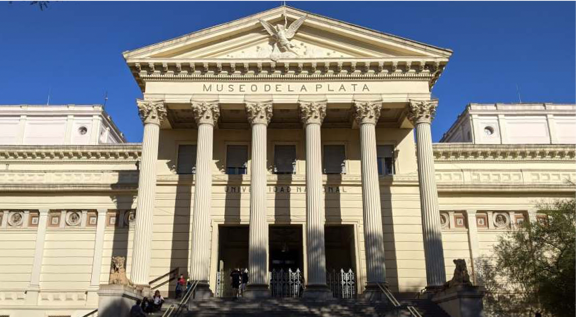 MUSEO DE LA PLATA
UNIVERSIDAD NACIONAL